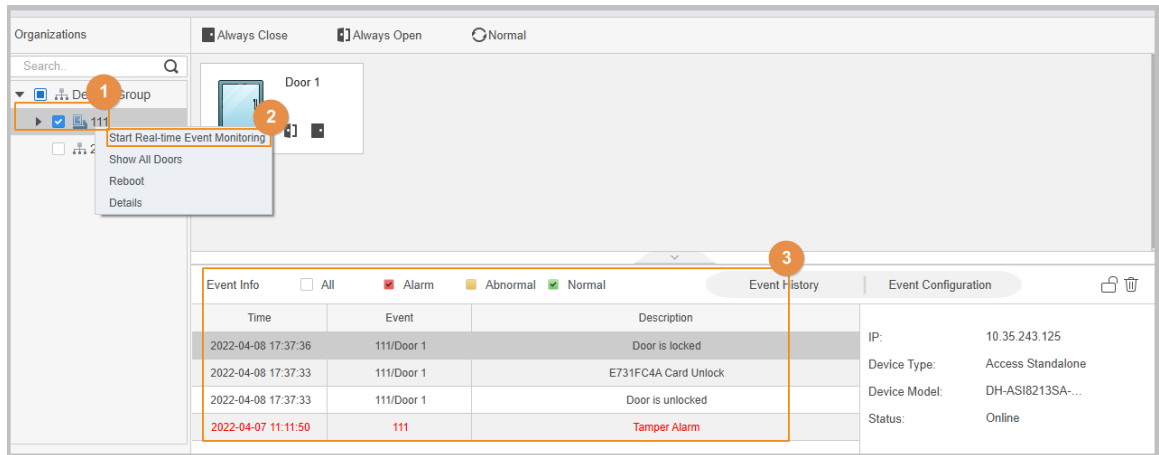 Organizations
Always Close
Always Open
Normal
Search..
Door 1
1
2
111
Start Real-time Event Monitoring
Show All Doors
Reboot
Details
3
Event Info
All
Alarm
Abnormal
Normal
Event History
Event Configuration
Time Event Description
2022-04-08 17:37:36 111/Door 1 Door is locked
2022-04-08 17:37:33 111/Door 1 E731FC4A Card Unlock
2022-04-08 17:37:33 111/Door 1 Door is unlocked
2022-04-07 11:11:50 111 Tamper Alarm
IP: 10.35.243.125
Device Type: Access Standalone
Device Model: DH-ASI8213SA-...
Status: Online